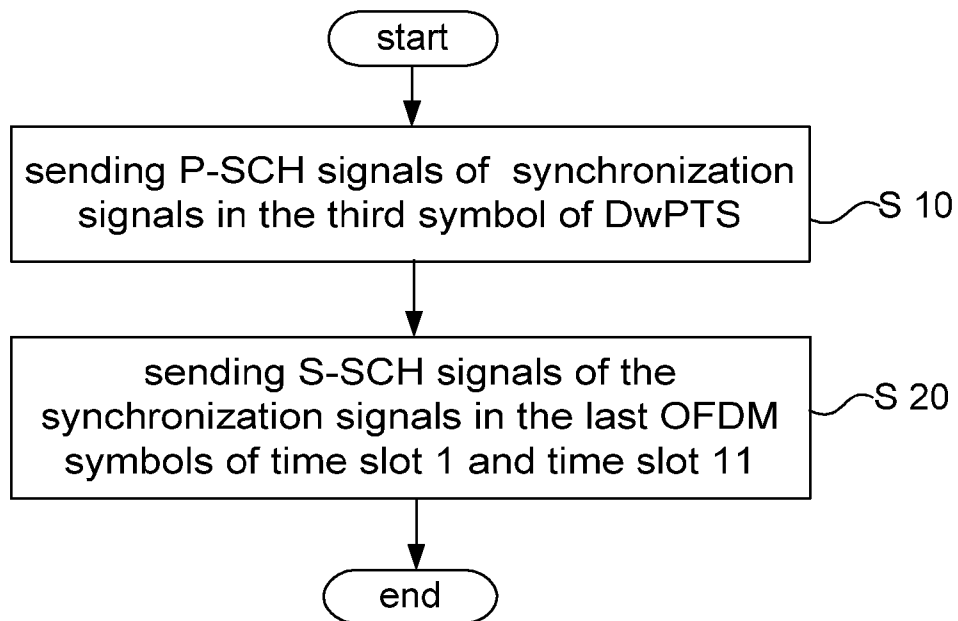 start
sending P-SCH signals of synchronization
signals in the third symbol of DwPTS
S 10
sending S-SCH signals of the
synchronization signals in the last OFDM
symbols of time slot 1 and time slot 11
S 20
end